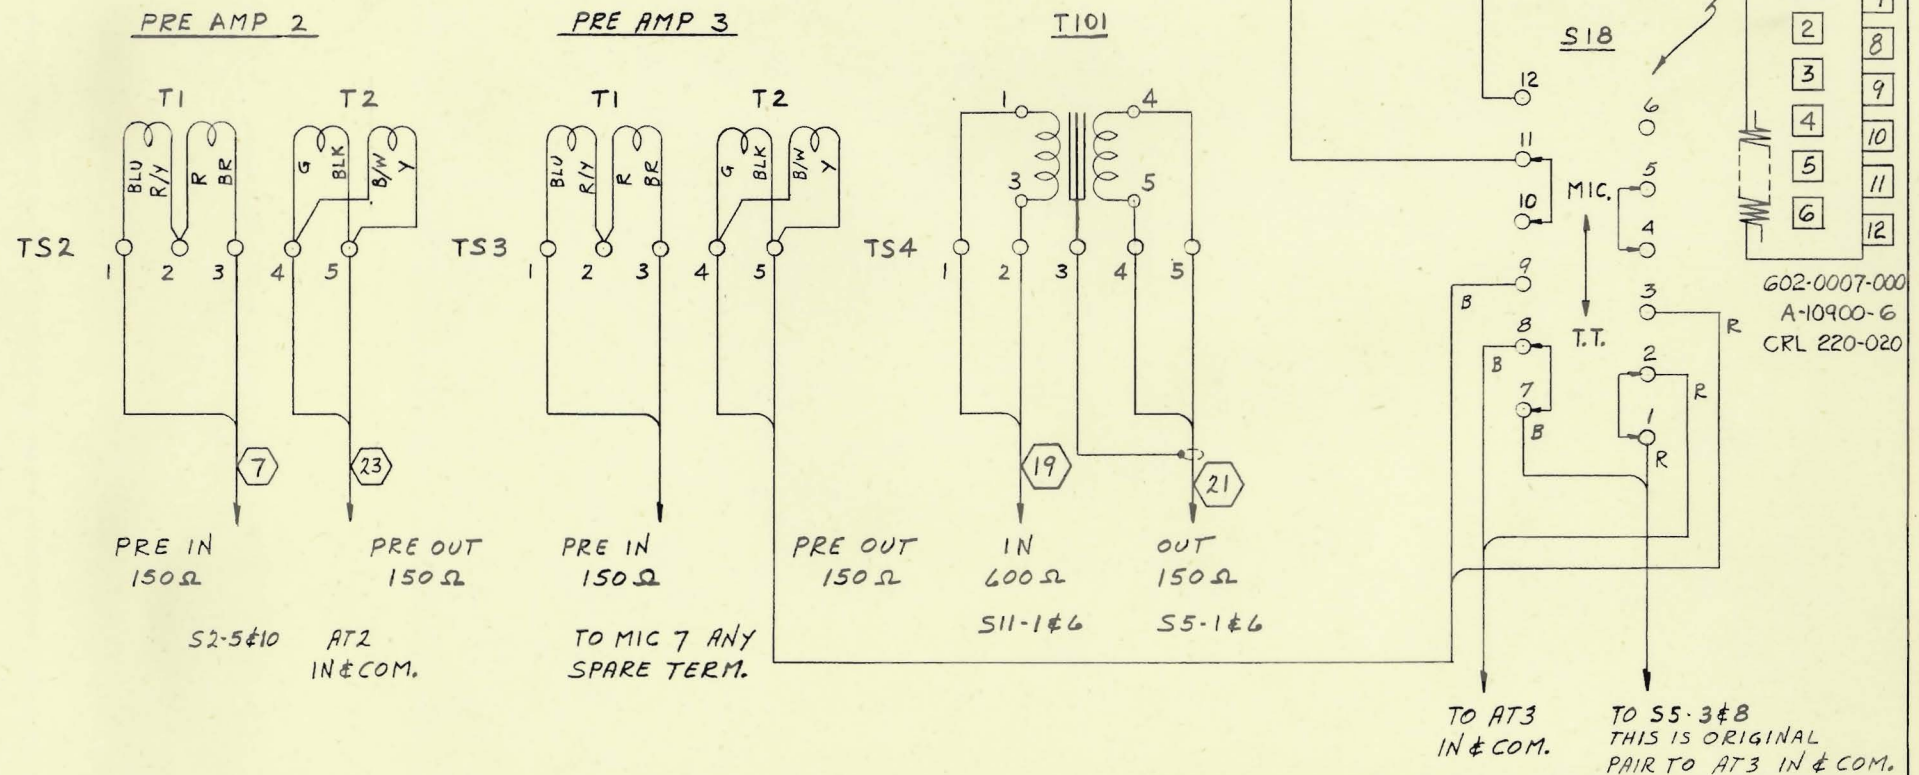 PRE AMP 2
T1
T2
BLU
R/Y
R
BR
G
BLK
B/W
Y
TS2
1
2
3
4
5
7
23
PRE IN
150Ω
PRE OUT
150Ω
S2-5¢10
AT2
IN¢COM.
PRE AMP 3
T1
T2
BLU
R/Y
R
BR
G
BLK
B/W
Y
TS3
1
2
3
4
5
PRE IN
150Ω
PRE OUT
150Ω
TO MIC 7 ANY
SPARE TERM.
T101
1
4
3
5
TS4
1
2
3
4
5
19
21
IN
600Ω
OUT
150Ω
S11-1¢6
S5-1¢6
S18
12
11
10
9
B
8
B
7
B
MIC.
T.T.
6
5
4
3
R
2
R
1
R
TO AT3
IN ¢ COM.
TO S5-3¢8
THIS IS ORIGINAL
PAIR TO AT3 IN ¢ COM.
2
3
4
5
6
7
8
9
10
11
12
602-0007-000
A-10900-6
CRL 220-020